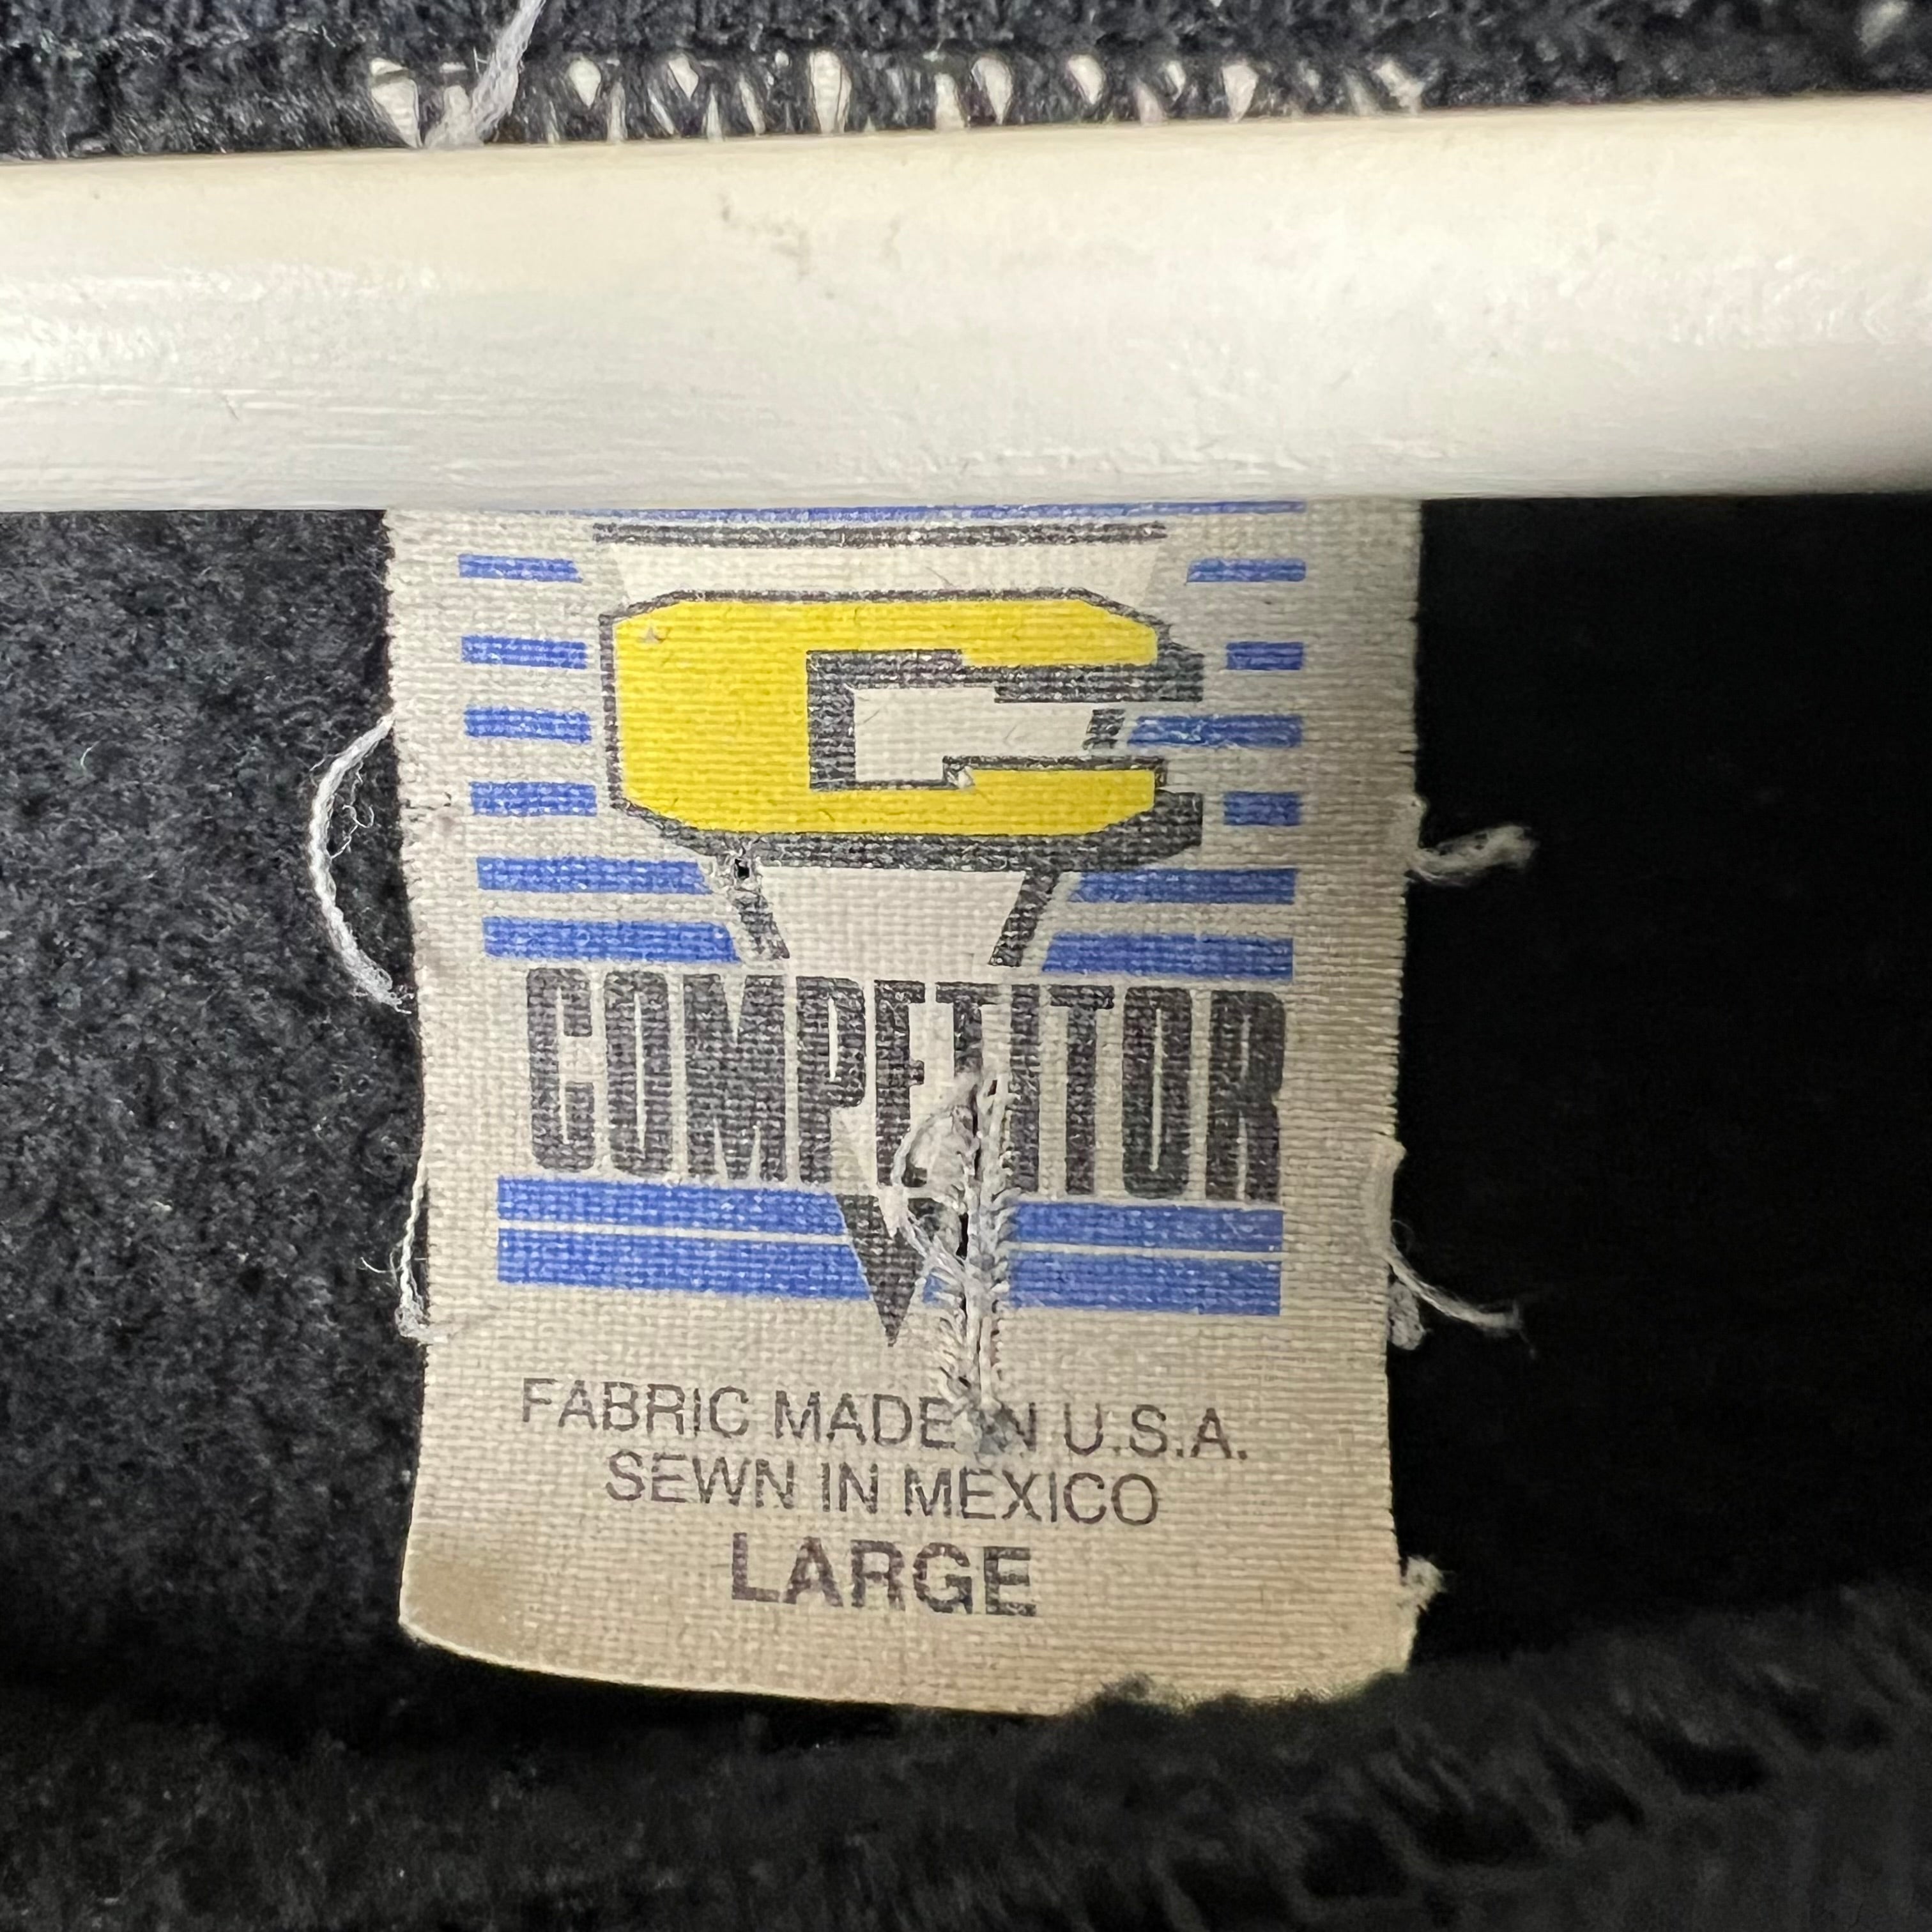 C
COMPETITOR
FABRIC MADE IN U.S.A.
SEWN IN MEXICO
LARGE